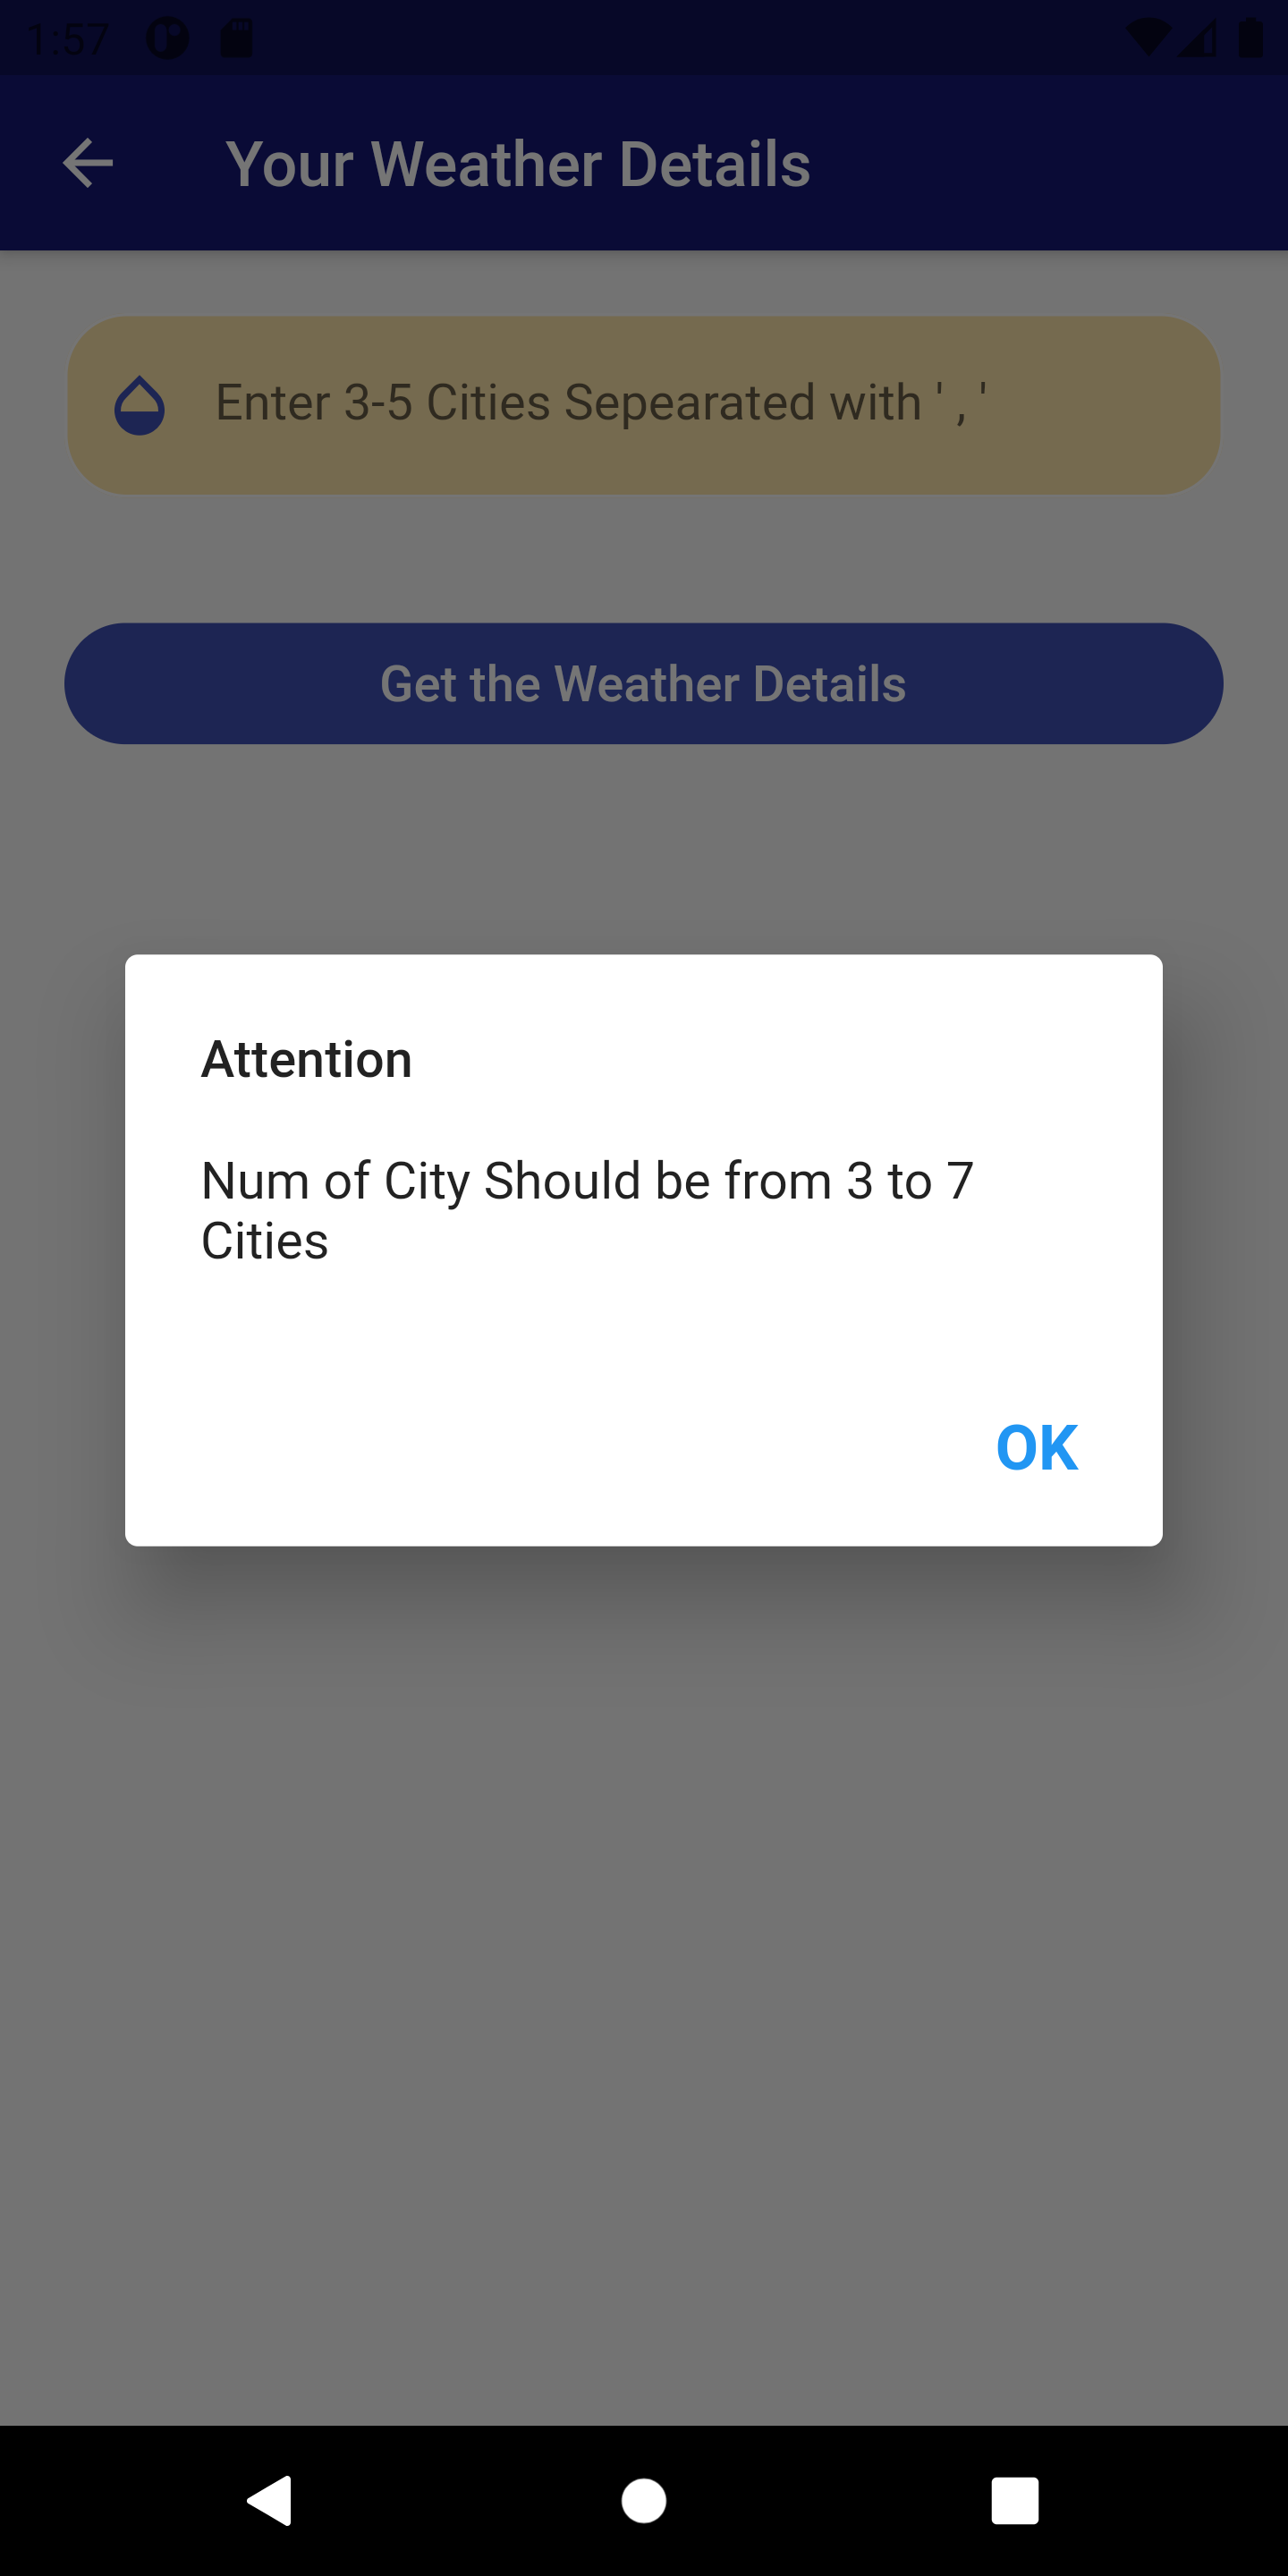 1:57
Your Weather Details
Enter 3-5 Cities Sepearated with ' , '
Get the Weather Details
Attention
Num of City Should be from 3 to 7
Cities
OK